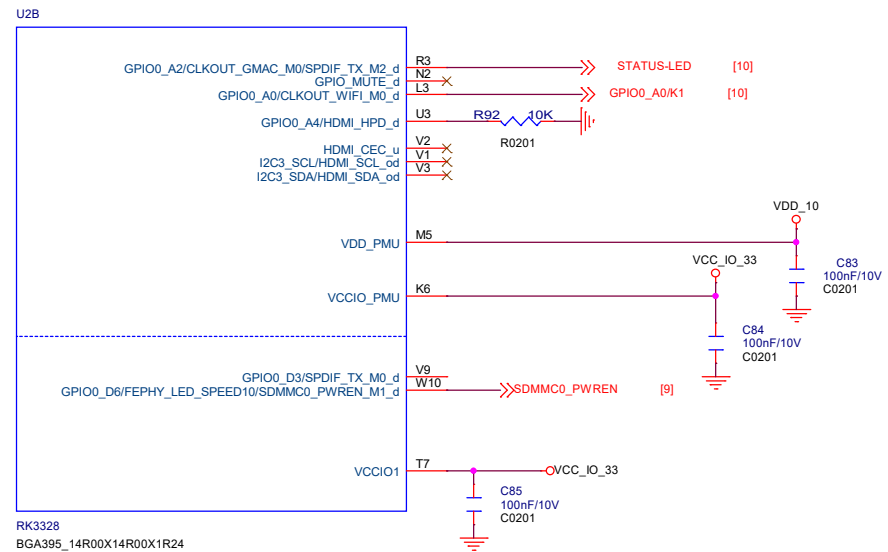 U2B
GPIO0_A2/CLKOUT_GMAC_M0/SPDIF_TX_M2_d R3 STATUS-LED [10]
GPIO_MUTE_d N2
GPIO0_A0/CLKOUT_WIFI_M0_d L3 GPIO0_A0/K1 [10]
GPIO0_A4/HDMI_HPD_d U3 R92 10K
R0201
HDMI_CEC_u V2
I2C3_SCL/HDMI_SCL_od V1
I2C3_SDA/HDMI_SDA_od V3
VDD_10
VDD_PMU M5
VCC_IO_33
C83
100nF/10V
C0201
VCCIO_PMU K6
C84
100nF/10V
C0201
GPIO0_D3/SPDIF_TX_M0_d V9
GPIO0_D6/FEPHY_LED_SPEED10/SDMMC0_PWREN_M1_d W10 SDMMC0_PWREN [9]
VCCIO1 T7 VCC_IO_33
C85
100nF/10V
C0201
RK3328
BGA395_14R00X14R00X1R24